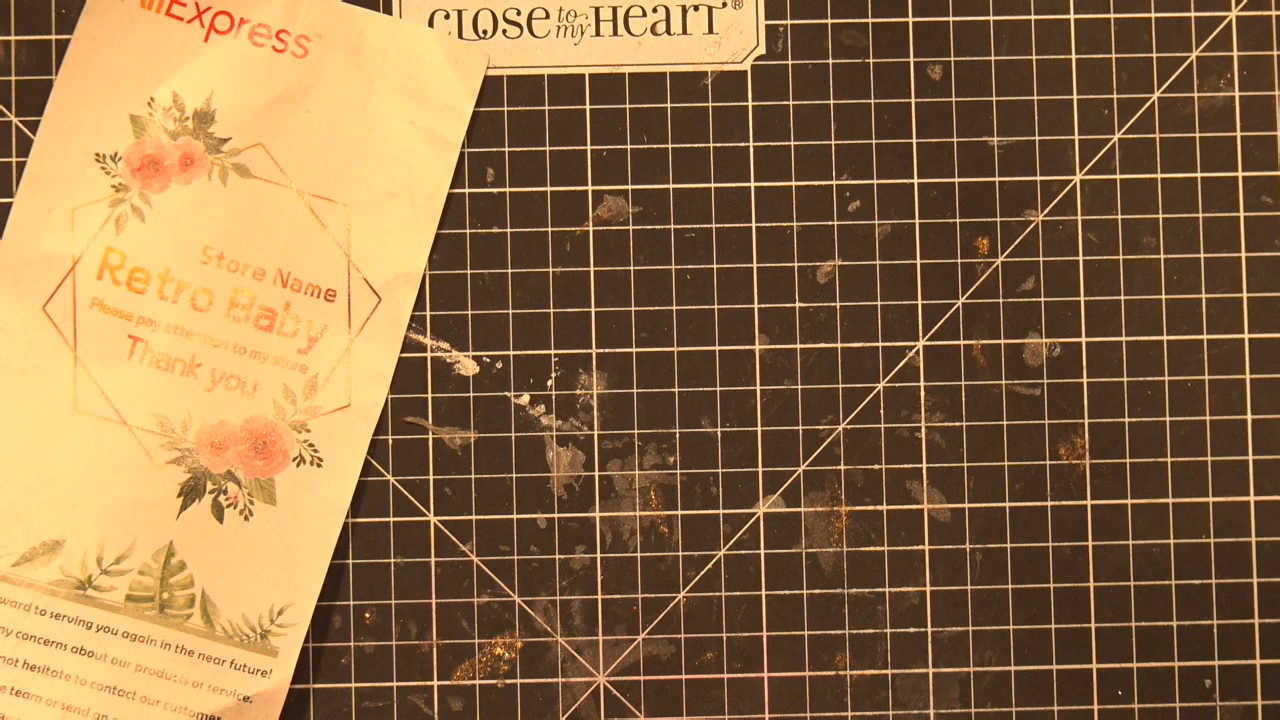 AliExpress
CLOSE to my HEART®
Store Name
Retro Baby
Please pay attention to my store
Thank you
ward to serving you again in the near future!
ny concerns about our products or service.
not hesitate to contact our customer
e team or send an